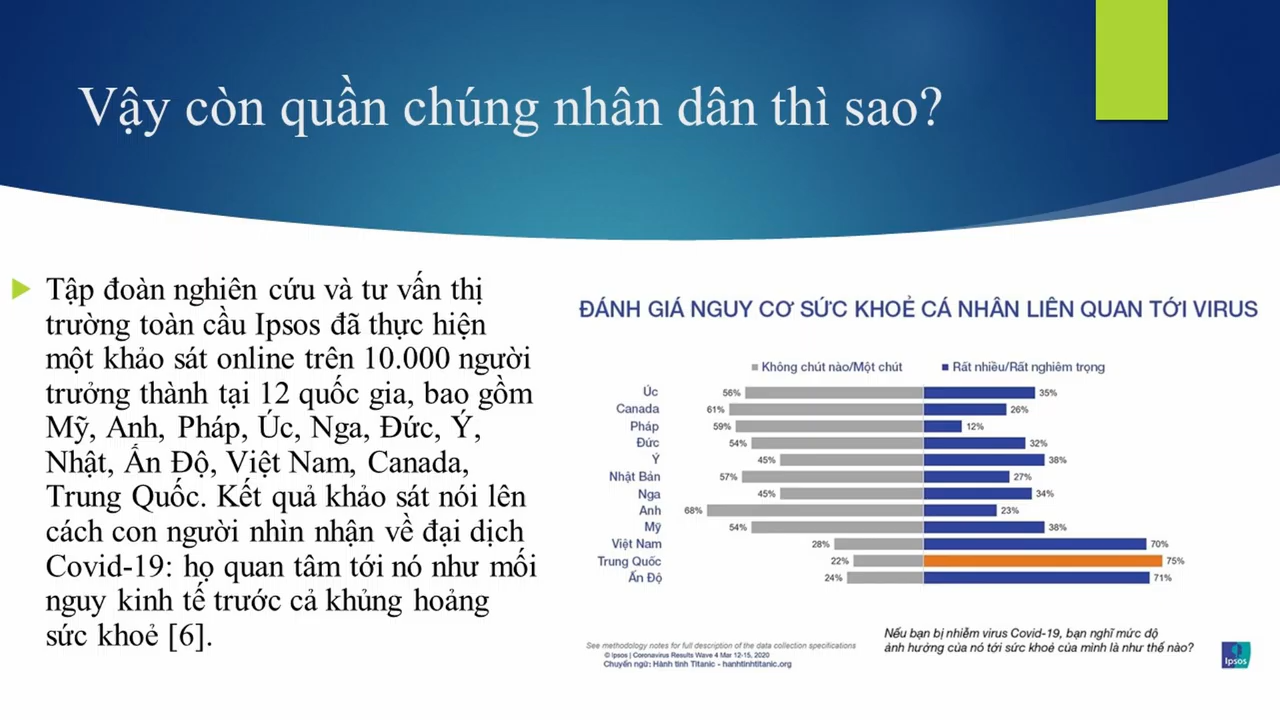 Vậy còn quần chúng nhân dân thì sao?
Tập đoàn nghiên cứu và tư vấn thị
trường toàn cầu Ipsos đã thực hiện
một khảo sát online trên 10.000 người
trưởng thành tại 12 quốc gia, bao gồm
Mỹ, Anh, Pháp, Úc, Nga, Đức, Ý,
Nhật, Ấn Độ, Việt Nam, Canada,
Trung Quốc. Kết quả khảo sát nói lên
cách con người nhìn nhận về đại dịch
Covid-19: họ quan tâm tới nó như mối
nguy kinh tế trước cả khủng hoảng
sức khoẻ [6].
ĐÁNH GIÁ NGUY CƠ SỨC KHOẺ CÁ NHÂN LIÊN QUAN TỚI VIRUS
Không chút nào/Một chút Rất nhiều/Rất nghiêm trọng
Úc 56% 35%
Canada 61% 26%
Pháp 59% 12%
Đức 54% 32%
Ý 45% 38%
Nhật Bản 57% 27%
Nga 45% 34%
Anh 68% 23%
Mỹ 54% 38%
Việt Nam 28% 70%
Trung Quốc 22% 75%
Ấn Độ 24% 71%
Nếu bạn bị nhiễm virus Covid-19, bạn nghĩ mức độ
ảnh hưởng của nó tới sức khoẻ của mình là như thế nào?
See methodology notes for full description of the data collection specifications
© Ipsos | Coronavirus Results Wave 4 Mar 12-15, 2020
Chuyển ngữ: Hành tinh Titanic - hanhtinhtitanic.org
Ipsos